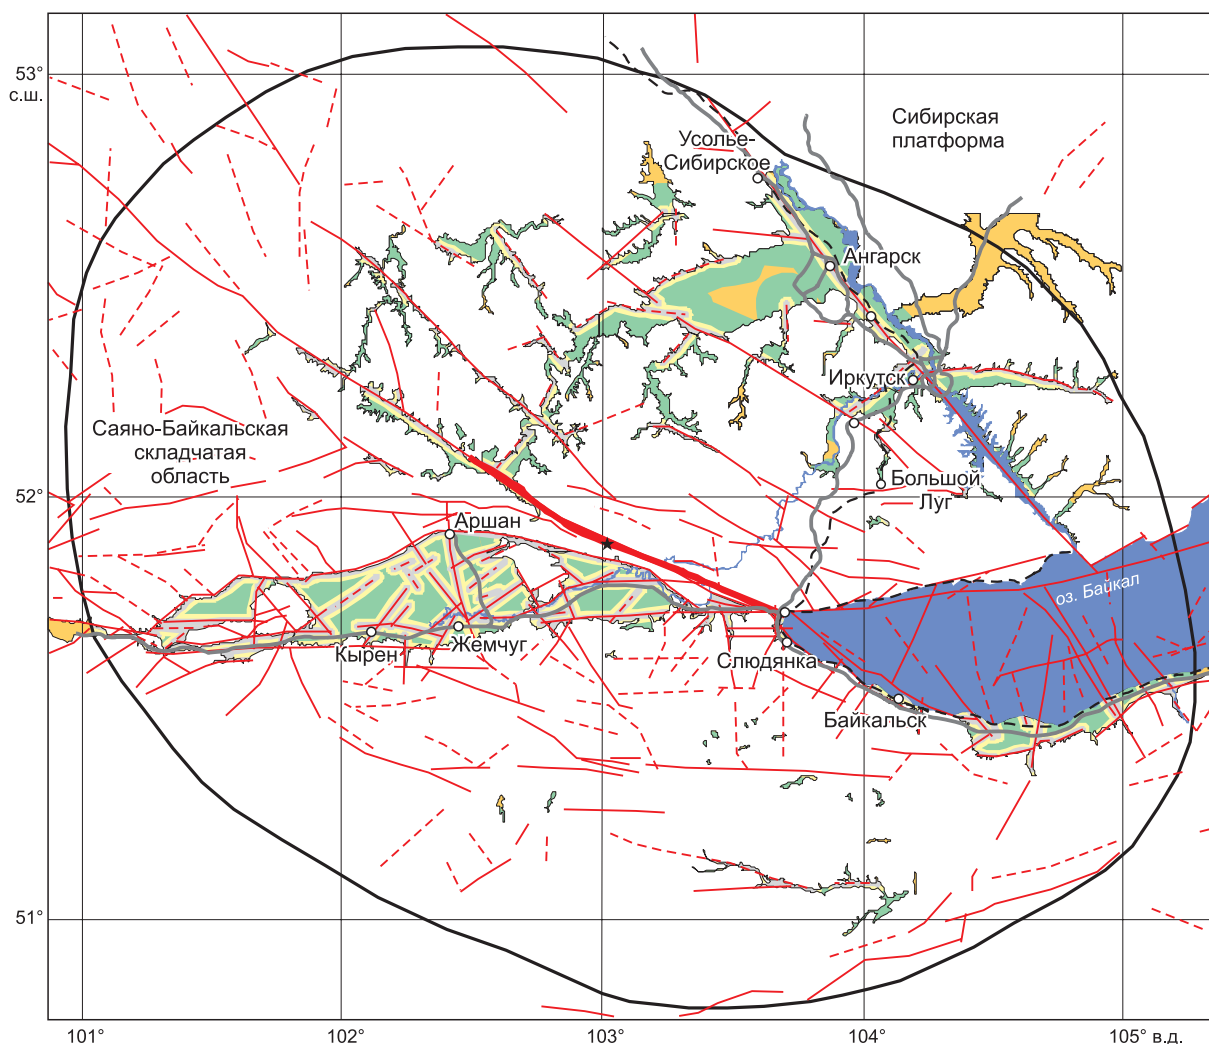 53°
с.ш.
Сибирская
платформа
Усолье-
Сибирское
Ангарск
Иркутск
Саяно-Байкальская
складчатая
область
52°
Большой
Луг
Аршан
оз. Байкал
Кырен
Жемчуг
Слюдянка
Байкальск
51°
101°
102°
103°
104°
105° в.д.